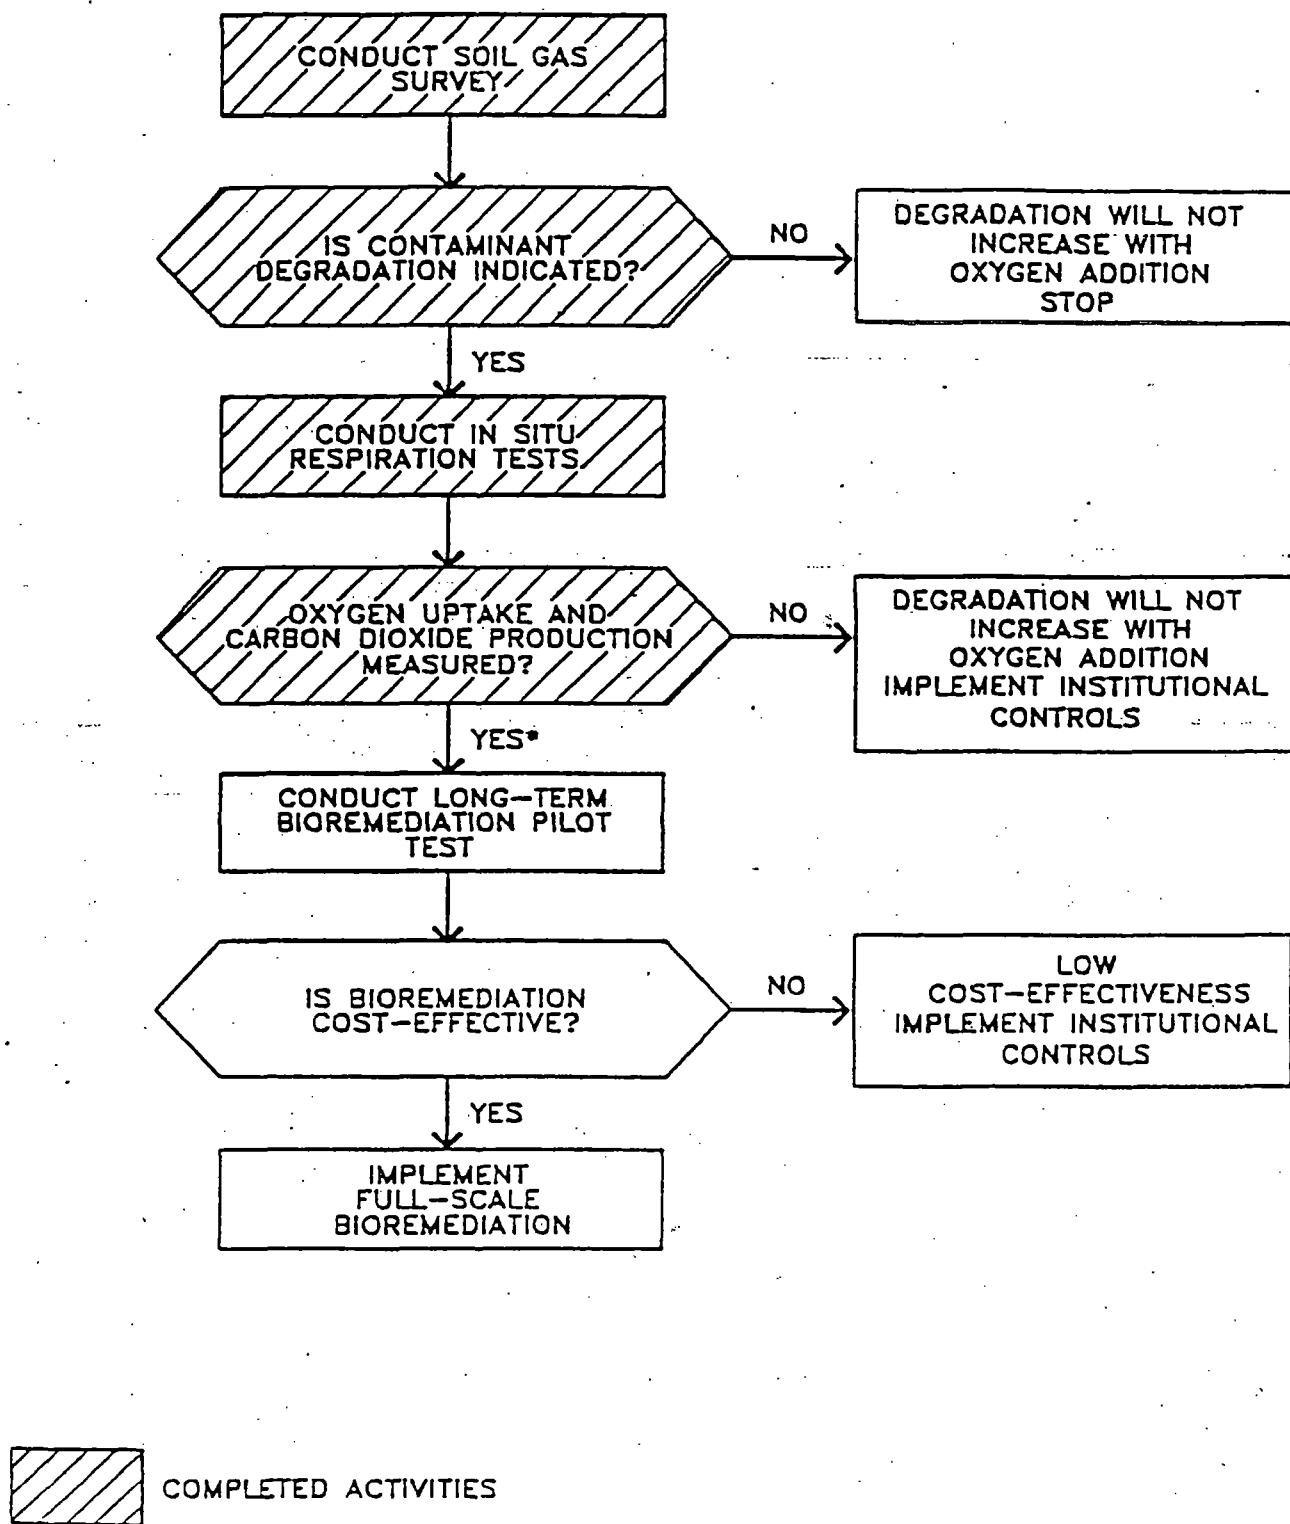 CONDUCT SOIL GAS
SURVEY
IS CONTAMINANT
DEGRADATION INDICATED?
NO
DEGRADATION WILL NOT
INCREASE WITH
OXYGEN ADDITION
STOP
YES
CONDUCT IN SITU
RESPIRATION TESTS
OXYGEN UPTAKE AND
CARBON DIOXIDE PRODUCTION
MEASURED?
NO
DEGRADATION WILL NOT
INCREASE WITH
OXYGEN ADDITION
IMPLEMENT INSTITUTIONAL
CONTROLS
YES*
CONDUCT LONG-TERM
BIOREMEDIATION PILOT
TEST
IS BIOREMEDIATION
COST-EFFECTIVE?
NO
LOW
COST-EFFECTIVENESS
IMPLEMENT INSTITUTIONAL
CONTROLS
YES
IMPLEMENT
FULL-SCALE
BIOREMEDIATION
COMPLETED ACTIVITIES